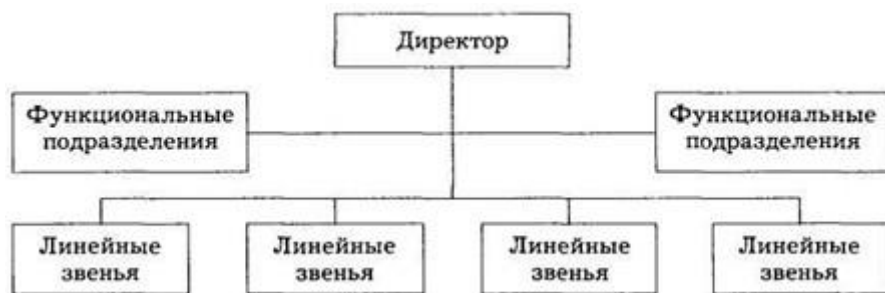 Директор
Функциональные
подразделения
Функциональные
подразделения
Линейные
звенья
Линейные
звенья
Линейные
звенья
Линейные
звенья